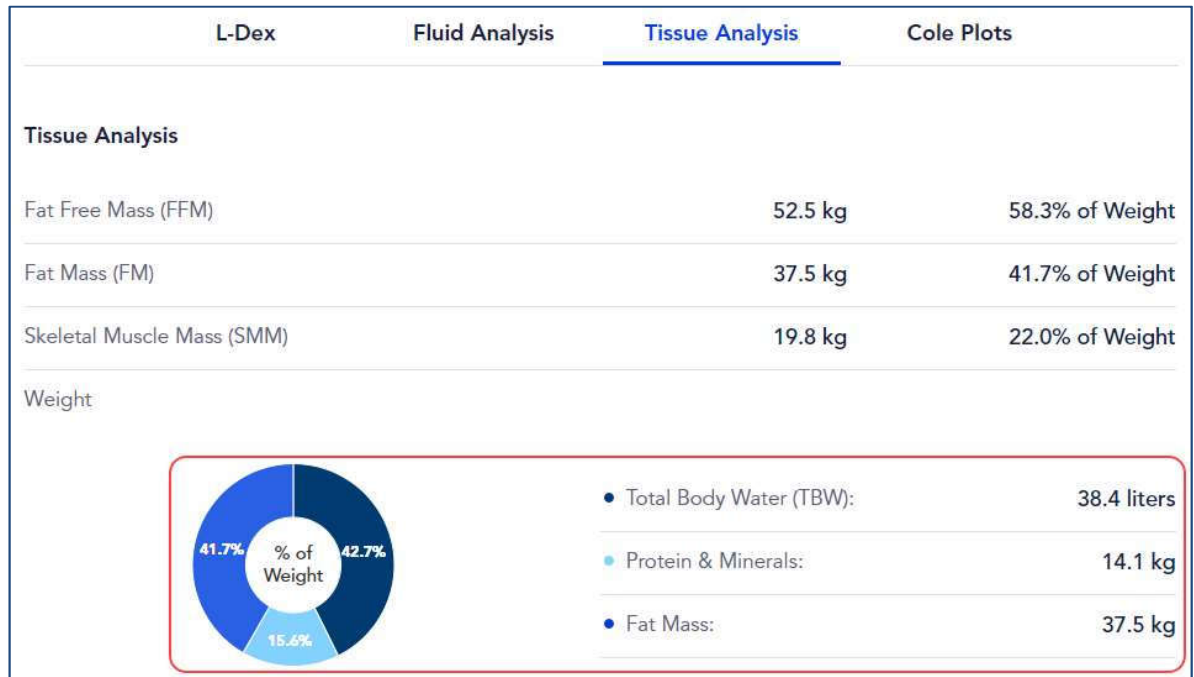 L-Dex Fluid Analysis Tissue Analysis Cole Plots
Tissue Analysis
Fat Free Mass (FFM) 52.5 kg 58.3% of Weight
Fat Mass (FM) 37.5 kg 41.7% of Weight
Skeletal Muscle Mass (SMM) 19.8 kg 22.0% of Weight
Weight
41.7% % of Weight 42.7%
15.6%
Total Body Water (TBW): 38.4 liters
Protein & Minerals: 14.1 kg
Fat Mass: 37.5 kg